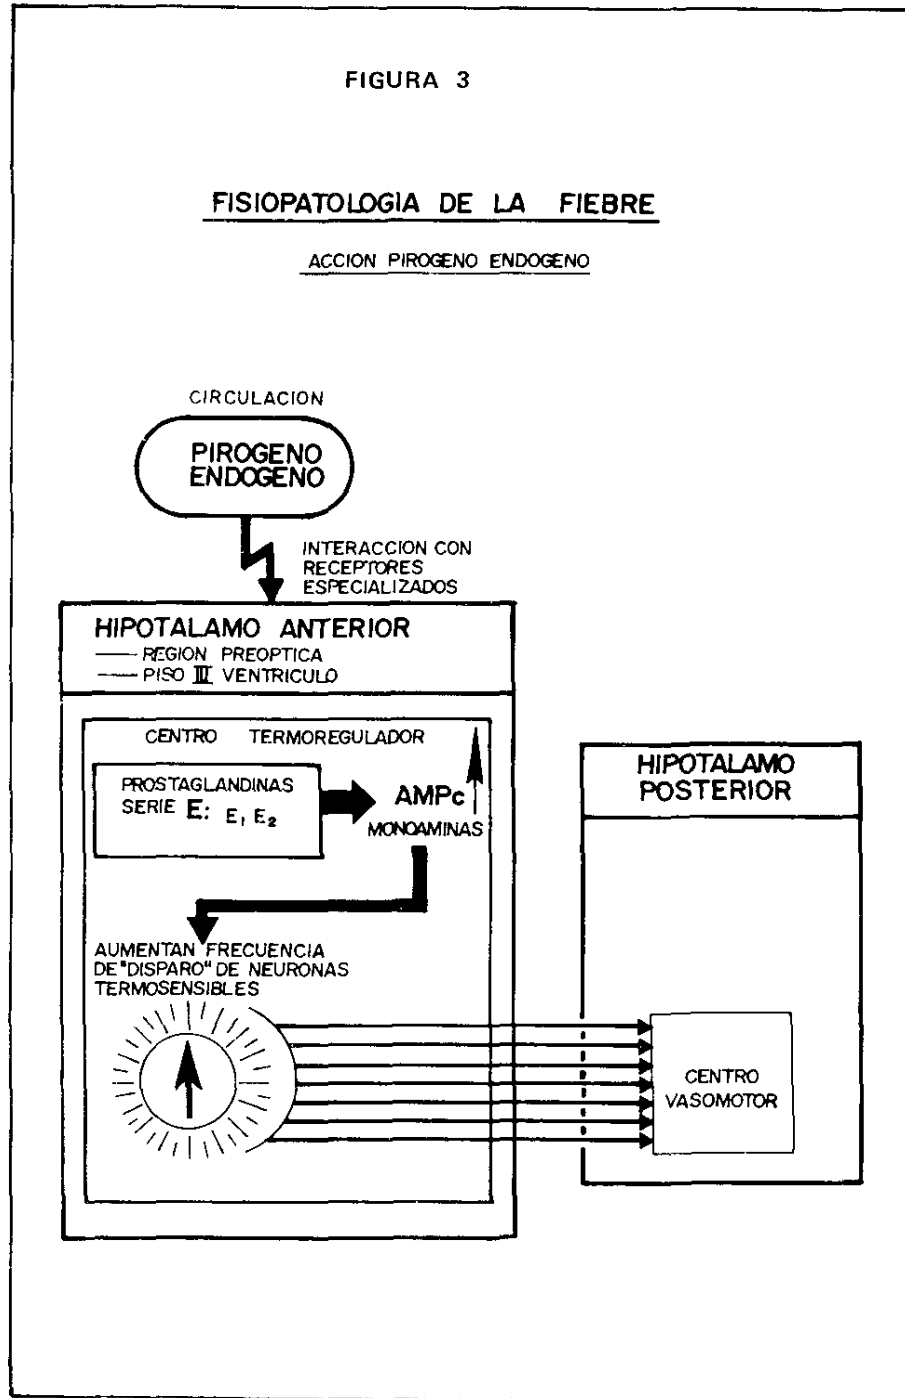 FIGURA 3
FISIOPATOLOGIA DE LA FIEBRE
ACCION PIROGENO ENDOGENO
CIRCULACION
PIROGENO
ENDOGENO
INTERACCION CON
RECEPTORES
ESPECIALIZADOS
HIPOTALAMO ANTERIOR
— REGION PREOPTICA
— PISO III VENTRICULO
CENTRO TERMOREGULADOR
PROSTAGLANDINAS
SERIE E: E₁ E₂
AMPc
MONOAMINAS
AUMENTAN FRECUENCIA
DE "DISPARO" DE NEURONAS
TERMOSENSIBLES
HIPOTALAMO
POSTERIOR
CENTRO
VASOMOTOR